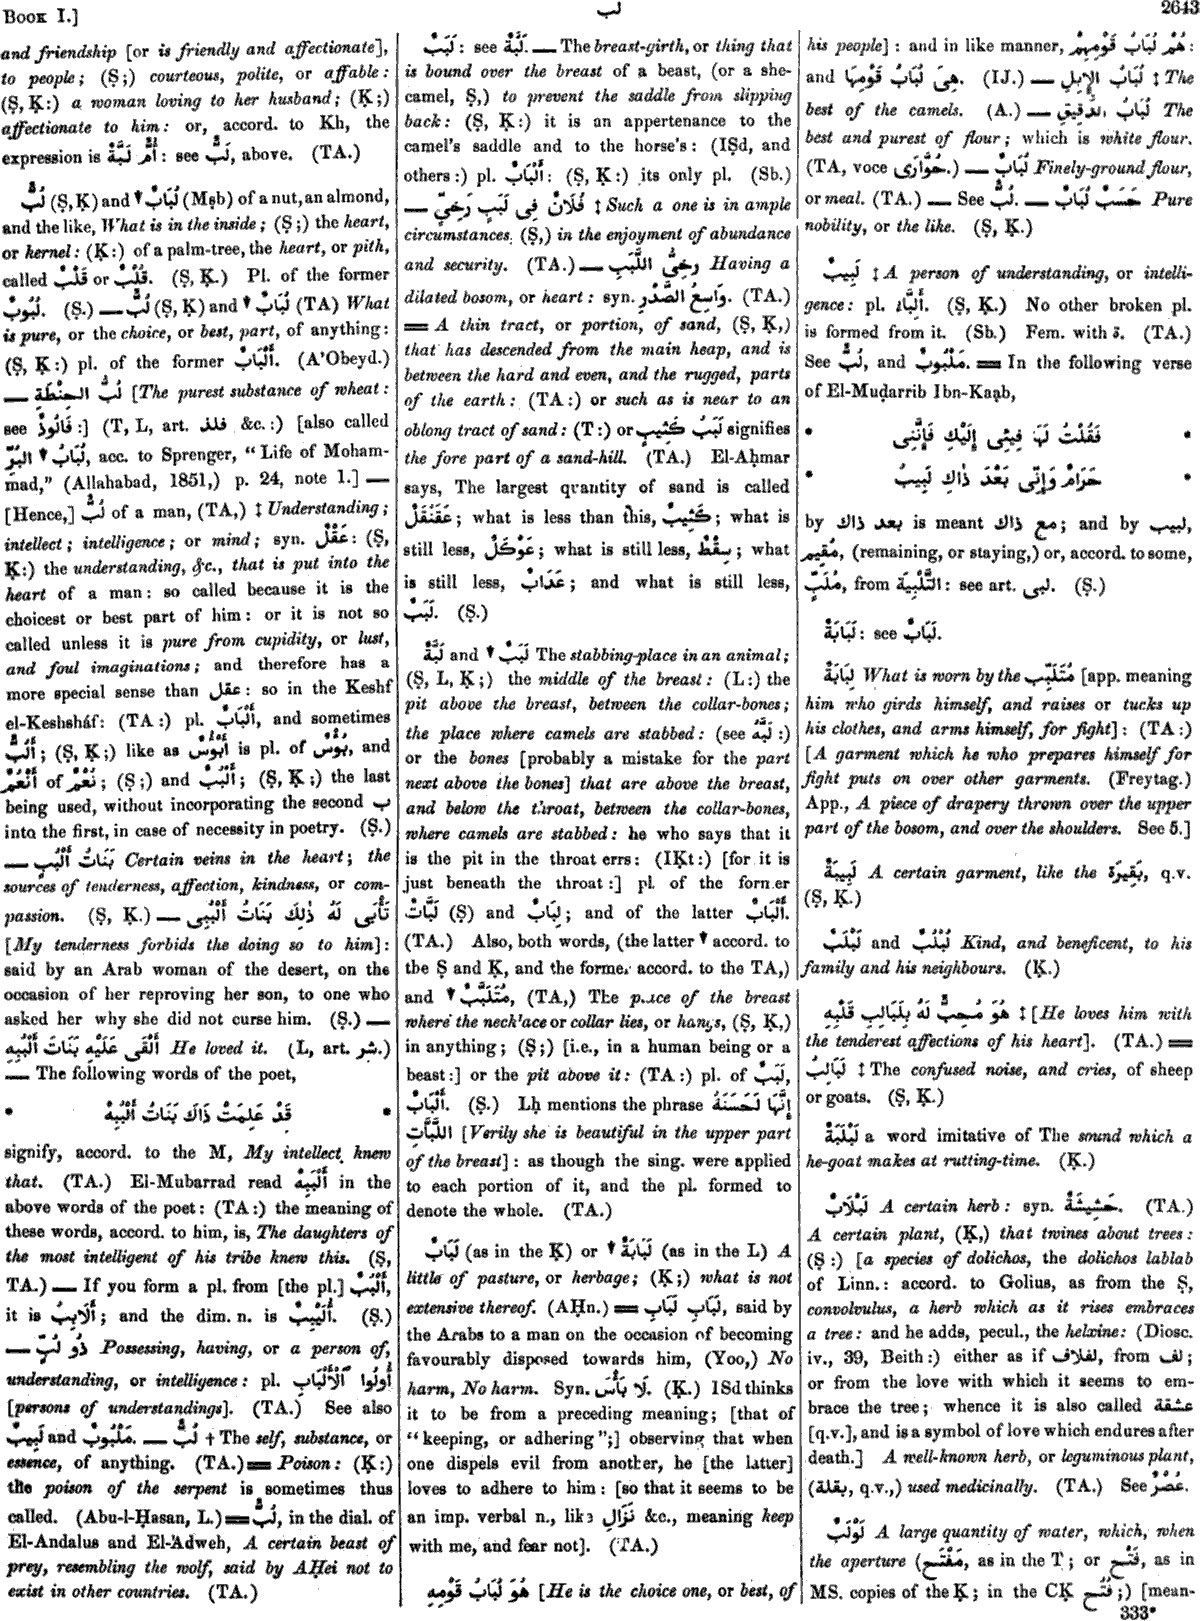 Book I.]
لب
2643
and friendship [or is friendly and affectionate],
to people; (Ṣ;) courteous, polite, or affable:
(Ṣ, Ḳ:) a woman loving to her husband; (Ḳ;)
affectionate to him: or, accord. to Kh, the
expression is أُمٌّ لَبَّةٌ: see لَبٌّ, above. (TA.)
لُبٌّ (Ṣ, Ḳ) and ▼ لُبَابٌ (Mṣb) of a nut, an almond,
and the like, What is in the inside; (Ṣ;) the heart,
or kernel: (Ḳ:) of a palm-tree, the heart, or pith,
called قَلْبٌ or قُلْبٌ. (Ṣ, Ḳ.) Pl. of the former
لُبُوبٌ. (Ṣ.) — لُبٌّ (Ṣ, Ḳ) and ▼ لُبَابٌ (TA) What
is pure, or the choice, or best, part, of anything:
(Ṣ, Ḳ:) pl. of the former أَلْبَابٌ. (A'Obeyd.)
— لُبُّ الحِنْطَةِ [The purest substance of wheat:
see فَالُوذٌ:] (T, L, art. فلذ &c.:) [also called
لُبَابُ ▼ البُرِّ, acc. to Sprenger, "Life of Moham-
mad," (Allahabad, 1851,) p. 24, note 1.] —
[Hence,] لُبٌّ of a man, (TA,) ‡ Understanding;
intellect; intelligence; or mind; syn. عَقْلٌ: (Ṣ,
Ḳ:) the understanding, &c., that is put into the
heart of a man: so called because it is the
choicest or best part of him: or it is not so
called unless it is pure from cupidity, or lust,
and foul imaginations; and therefore has a
more special sense than عقل: so in the Keshf
el-Keshsháf: (TA:) pl. أَلْبَابٌ, and sometimes
أَلُبٌّ; (Ṣ, Ḳ;) like as أَبْؤُسٌ is pl. of بُؤْسٌ, and
أَنْعُمٌ of نُعْمٌ; (Ṣ;) and أَلْبُبٌ; (Ṣ, Ḳ;) the last
being used, without incorporating the second ب
into the first, in case of necessity in poetry. (Ṣ.)
— بَنَاتُ أَلْبُبٍ Certain veins in the heart; the
sources of tenderness, affection, kindness, or com-
passion. (Ṣ, Ḳ.) — تَأْبَى لَهُ ذٰلِكَ بَنَاتُ أَلْبُبِى
[My tenderness forbids the doing so to him]:
said by an Arab woman of the desert, on the
occasion of her reproving her son, to one who
asked her why she did not curse him. (Ṣ.) —
أَلْقَى عَلَيْهِ بَنَاتُ أَلْبُبِهِ He loved it. (L, art. شر.)
— The following words of the poet,
* قَدْ عَلِمَتْ ذَاكَ بَنَاتُ أَلْبُبِهْ *
signify, accord. to the M, My intellect knew
that. (TA.) El-Mubarrad read أَلْبَبِهْ in the
above words of the poet: (TA:) the meaning of
these words, accord. to him, is, The daughters of
the most intelligent of his tribe knew this. (Ṣ,
TA.) — If you form a pl. from [the pl.] أَلْبُبٌ,
it is أَلَابِبُ; and the dim. n. is أُلَيْبِبٌ. (Ṣ.)
— ذُو لُبٍّ Possessing, having, or a person of,
understanding, or intelligence: pl. أُولُوا ٱلْأَلْبَابِ
[persons of understandings]. (TA.) See also
لَبِيبٌ and مَلْبُوبٌ. — لُبٌّ † The self, substance, or
essence, of anything. (TA.) == Poison: (Ḳ:)
the poison of the serpent is sometimes thus
called. (Abu-l-Ḥasan, L.) == لُبٌّ, in the dial. of
El-Andalus and El-'Adweh, A certain beast of
prey, resembling the wolf, said by AḤei not to
exist in other countries. (TA.)
لَبَبٌ: see لَبَّةٌ. — The breast-girth, or thing that
is bound over the breast of a beast, (or a she-
camel, Ṣ,) to prevent the saddle from slipping
back: (Ṣ, Ḳ:) it is an appertenance to the
camel's saddle and to the horse's: (ISd, and
others:) pl. أَلْبَابٌ: (Ṣ, Ḳ:) its only pl. (Sb.)
— فُلَانٌ فِى لَبَبٍ رَخِىٍّ ‡ Such a one is in ample
circumstances, (Ṣ,) in the enjoyment of abundance
and security. (TA.) — رَخِىُّ اللَّبَبِ Having a
dilated bosom, or heart: syn. وَاسِعُ الصَّدْرِ. (TA.)
== A thin tract, or portion, of sand, (Ṣ, Ḳ,)
that has descended from the main heap, and is
between the hard and even, and the rugged, parts
of the earth: (TA:) or such as is near to an
oblong tract of sand: (T:) or لَبَبُ كَثِيبٍ signifies
the fore part of a sand-hill. (TA.) El-Aḥmar
says, The largest quantity of sand is called
عَقَنْقَلٌ; what is less than this, كَثِيبٌ; what is
still less, عَوْكَلٌ; what is still less, سِقْطٌ; what
is still less, عَدَابٌ; and what is still less,
لَبَبٌ. (Ṣ.)
لَبَّةٌ and ▼ لَبَبٌ The stabbing-place in an animal;
(Ṣ, L, Ḳ;) the middle of the breast: (L:) the
pit above the breast, between the collar-bones;
the place where camels are stabbed: (see لَبَّهُ:)
or the bones [probably a mistake for the part
next above the bones] that are above the breast,
and below the throat, between the collar-bones,
where camels are stabbed: he who says that it
is the pit in the throat errs: (IḲt:) [for it is
just beneath the throat:] pl. of the former
لَبَّاتٌ (Ṣ) and لِبَابٌ; and of the latter أَلْبَابٌ.
(TA.) Also, both words, (the latter ▼ accord. to
the Ṣ and Ḳ, and the former accord. to the TA,)
and ▼ مُتَلَبَّبٌ, (TA,) The place of the breast
where the necklace or collar lies, or hangs, (Ṣ, Ḳ,)
in anything; (Ṣ;) [i.e., in a human being or a
beast:] or the pit above it: (TA:) pl. of لَبَبٌ,
أَلْبَابٌ. (Ṣ.) Lḥ mentions the phrase إِنَّهَا لَحَسَنَةُ
اللَّبَّاتِ [Verily she is beautiful in the upper part
of the breast]: as though the sing. were applied
to each portion of it, and the pl. formed to
denote the whole. (TA.)
لَبَابٌ (as in the Ḳ) or ▼ لَبَابَةٌ (as in the L) A
little of pasture, or herbage; (Ḳ;) what is not
extensive thereof. (AḤn.) == لَبَابِ لَبَابِ, said by
the Arabs to a man on the occasion of becoming
favourably disposed towards him, (Yoo,) No
harm, No harm. Syn. لَا بَأْسَ. (Ḳ.) ISd thinks
it to be from a preceding meaning; [that of
"keeping, or adhering";] observing that when
one dispels evil from another, he [the latter]
loves to adhere to him: [so that it seems to be
an imp. verbal n., like نَزَالِ &c., meaning keep
with me, and fear not]. (TA.)
هُوَ لُبَابُ قَوْمِهِ [He is the choice one, or best, of
his people]: and in like manner, هُمْ لُبَابُ قَوْمِهِمْ:
and هِىَ لُبَابُ قَوْمِهَا. (IJ.) — لُبَابُ الإِبِلِ ‡ The
best of the camels. (A.) — لُبَابُ الدَّقِيقِ The
best and purest of flour; which is white flour.
(TA, voce حُوَّارَى.) — لُبَابٌ Finely-ground flour,
or meal. (TA.) — See لُبٌّ. — حَسَبٌ لُبَابٌ Pure
nobility, or the like. (Ṣ, Ḳ.)
لَبِيبٌ ‡ A person of understanding, or intelli-
gence: pl. أَلِبَّاءُ. (Ṣ, Ḳ.) No other broken pl.
is formed from it. (Sb.) Fem. with ة. (TA.)
See لُبٌّ, and مَلْبُوبٌ. == In the following verse
of El-Muḍarrib Ibn-Kaạb,
* فَقُلْتُ لَهَا فِيئِى إِلَيْكِ فَإِنَّنِى *
* حَرَامٌ وَإِنِّى بَعْدَ ذٰاكِ لَبِيبُ *
by بعد ذاك is meant مع ذاك; and by لبيب,
مُقِيم, (remaining, or staying,) or, accord. to some,
مُلَبٍّ, from التَّلْبِيَة: see art. لبى. (Ṣ.)
لَبَابَةٌ: see لَبَابٌ.
لِبَابَةٌ What is worn by the مُتَلَبِّب [app. meaning
him who girds himself, and raises or tucks up
his clothes, and arms himself, for fight]: (TA:)
[A garment which he who prepares himself for
fight puts on over other garments. (Freytag.)
App., A piece of drapery thrown over the upper
part of the bosom, and over the shoulders. See 5.]
لَبِيبَةٌ A certain garment, like the بَقِيرَة, q.v.
(Ṣ, Ḳ.)
لَبْلَبٌ and لُبْلُبٌ Kind, and beneficent, to his
family and his neighbours. (Ḳ.)
هُوَ مُحِبٌّ لَهُ بِلَبَالِبِ قَلْبِهِ ‡ [He loves him with
the tenderest affections of his heart]. (TA.) ==
لَبَالِبُ ‡ The confused noise, and cries, of sheep
or goats. (Ṣ, Ḳ.)
لَبْلَبَةٌ a word imitative of The sound which a
he-goat makes at rutting-time. (Ḳ.)
لَبْلَابٌ A certain herb: syn. حَشِيشَةٌ. (TA.)
A certain plant, (Ḳ,) that twines about trees:
(Ṣ:) [a species of dolichos, the dolichos lablab
of Linn.: accord. to Golius, as from the Ṣ,
convolvulus, a herb which as it rises embraces
a tree: and he adds, pecul., the helxine: (Diosc.
iv., 39, Beith:) either as if لفلاف, from لف;
or from the love with which it seems to em-
brace the tree; whence it is also called عشقة
[q.v.], and is a symbol of love which endures after
death.] A well-known herb, or leguminous plant,
(بقلة, q.v.,) used medicinally. (TA.) See عُصْرٌ.
لَوْلَبٌ A large quantity of water, which, when
the aperture (مَفْتَح, as in the T; or فَتْح, as in
MS. copies of the Ḳ; in the CḲ فُتْح;) [mean-
333*